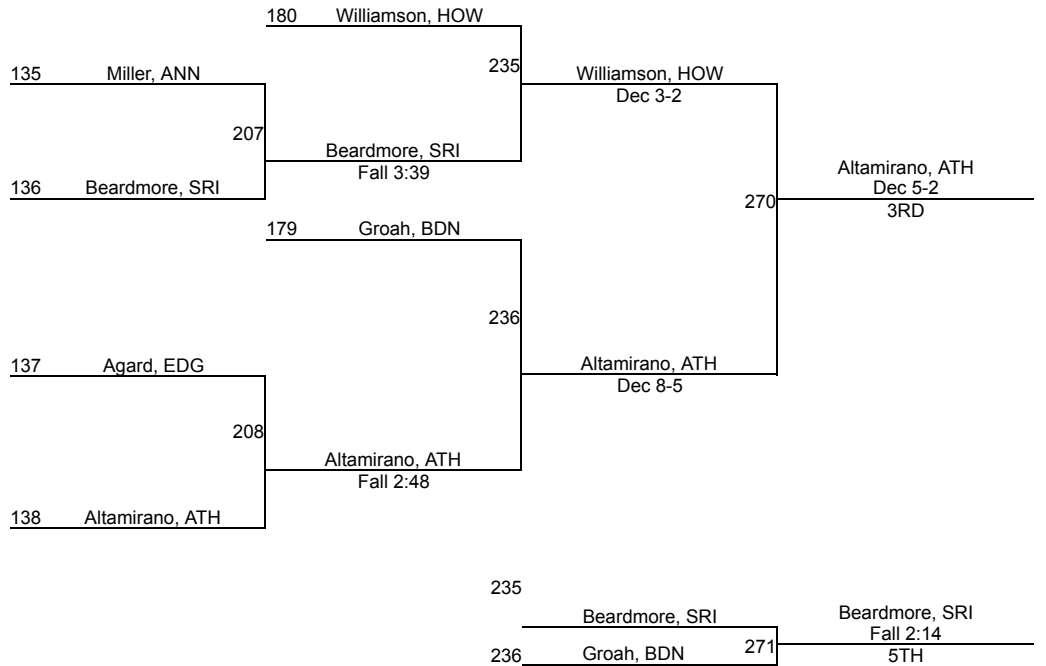 180 Williamson, HOW
135 Miller, ANN
235
Williamson, HOW
Dec 3-2
207
Beardmore, SRI
Fall 3:39
136 Beardmore, SRI
Altamirano, ATH
Dec 5-2
3RD
270
179 Groah, BDN
236
137 Agard, EDG
Altamirano, ATH
Dec 8-5
208
Altamirano, ATH
Fall 2:48
138 Altamirano, ATH
235
Beardmore, SRI
236 Groah, BDN
271
Beardmore, SRI
Fall 2:14
5TH